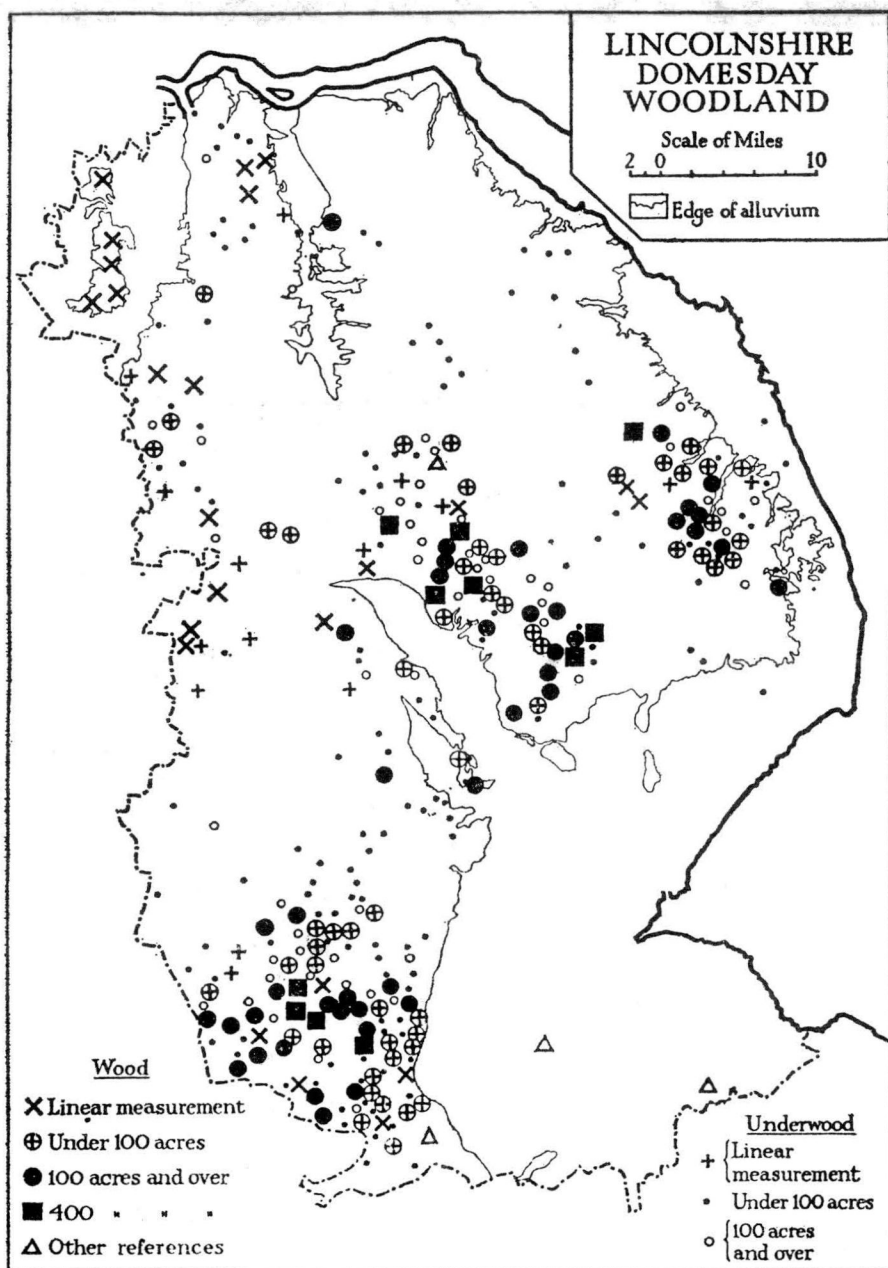 LINCOLNSHIRE
DOMESDAY
WOODLAND
Scale of Miles
2 0 10
Edge of alluvium
Wood
Linear measurement
Under 100 acres
100 acres and over
400 " " "
Other references
Underwood
Linear
measurement
Under 100 acres
100 acres
and over